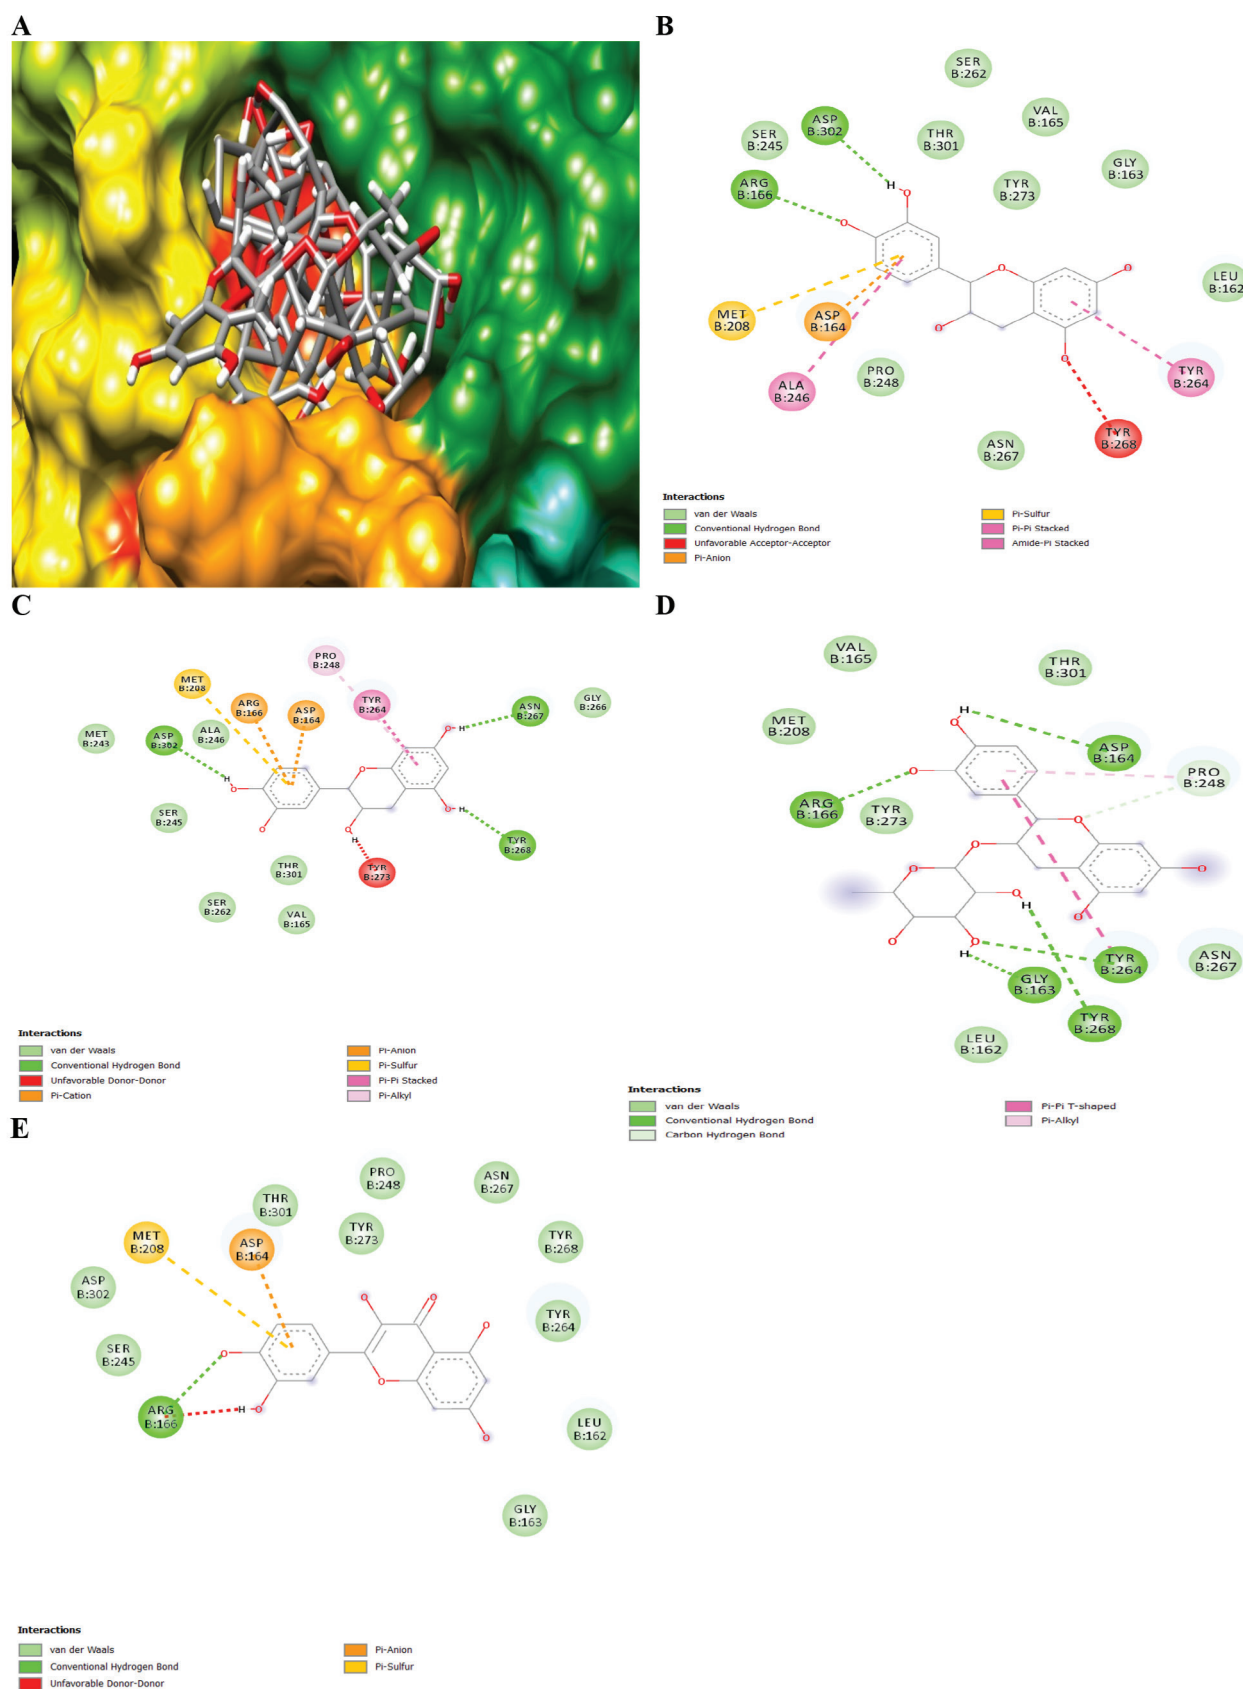 A
B
SER
B:262
ASP
B:302
VAL
B:165
SER
B:245
THR
B:301
GLY
B:163
ARG
B:166
TYR
B:273
H
O
O
O
O
LEU
B:162
MET
B:208
ASP
B:164
O
O
ALA
B:246
PRO
B:248
TYR
B:264
ASN
B:267
TYR
B:268
Interactions
van der Waals
Conventional Hydrogen Bond
Unfavorable Acceptor-Acceptor
Pi-Anion
Pi-Sulfur
Pi-Pi Stacked
Amide-Pi Stacked
C
PRO
B:248
MET
B:208
ARG
B:166
ASP
B:164
TYR
B:264
ASN
B:267
GLY
B:266
MET
B:243
ASP
B:302
ALA
B:246
O H
H
O
O
O
O H
O
H
SER
B:245
TYR
B:268
THR
B:301
TYR
B:273
SER
B:262
VAL
B:165
Interactions
van der Waals
Conventional Hydrogen Bond
Unfavorable Donor-Donor
Pi-Cation
Pi-Anion
Pi-Sulfur
Pi-Pi Stacked
Pi-Alkyl
D
VAL
B:165
THR
B:301
MET
B:208
H
O
ASP
B:164
PRO
B:248
O
ARG
B:166
TYR
B:273
O
O
O
O
O
H
O
O
O
H
TYR
B:264
ASN
B:267
GLY
B:163
TYR
B:268
LEU
B:162
Interactions
van der Waals
Conventional Hydrogen Bond
Carbon Hydrogen Bond
Pi-Pi T-shaped
Pi-Alkyl
E
PRO
B:248
ASN
B:267
THR
B:301
MET
B:208
ASP
B:164
TYR
B:273
TYR
B:268
ASP
B:302
TYR
B:264
SER
B:245
O
O
O
O
O
H O
O
ARG
B:166
LEU
B:162
GLY
B:163
Interactions
van der Waals
Conventional Hydrogen Bond
Unfavorable Donor-Donor
Pi-Anion
Pi-Sulfur